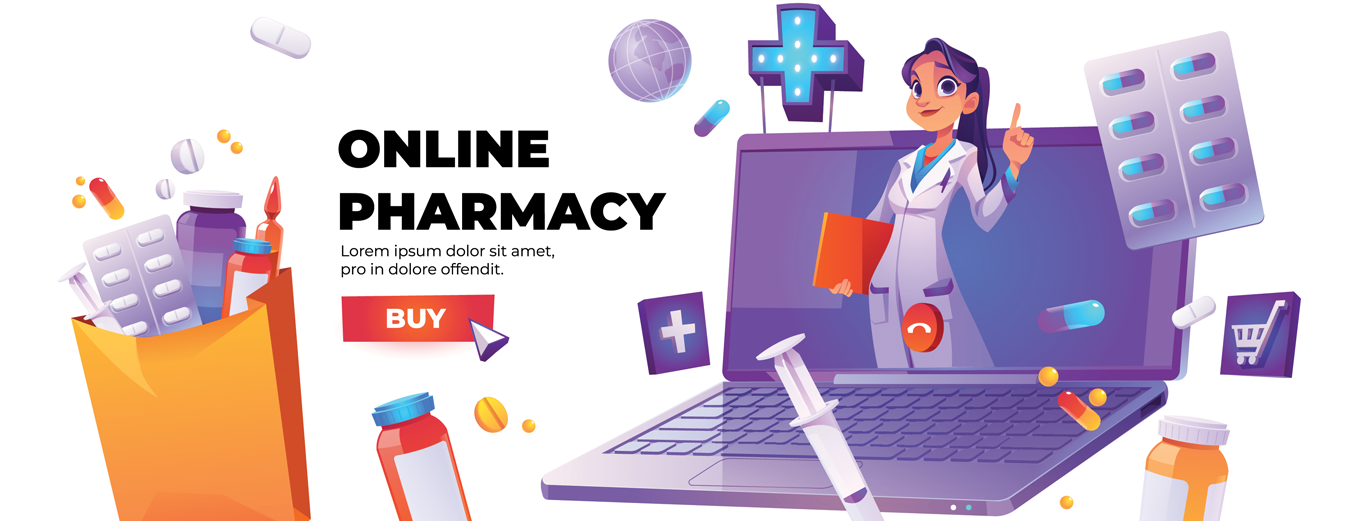 ONLINE
PHARMACY
Lorem ipsum dolor sit amet,
pro in dolore offendit.
BUY